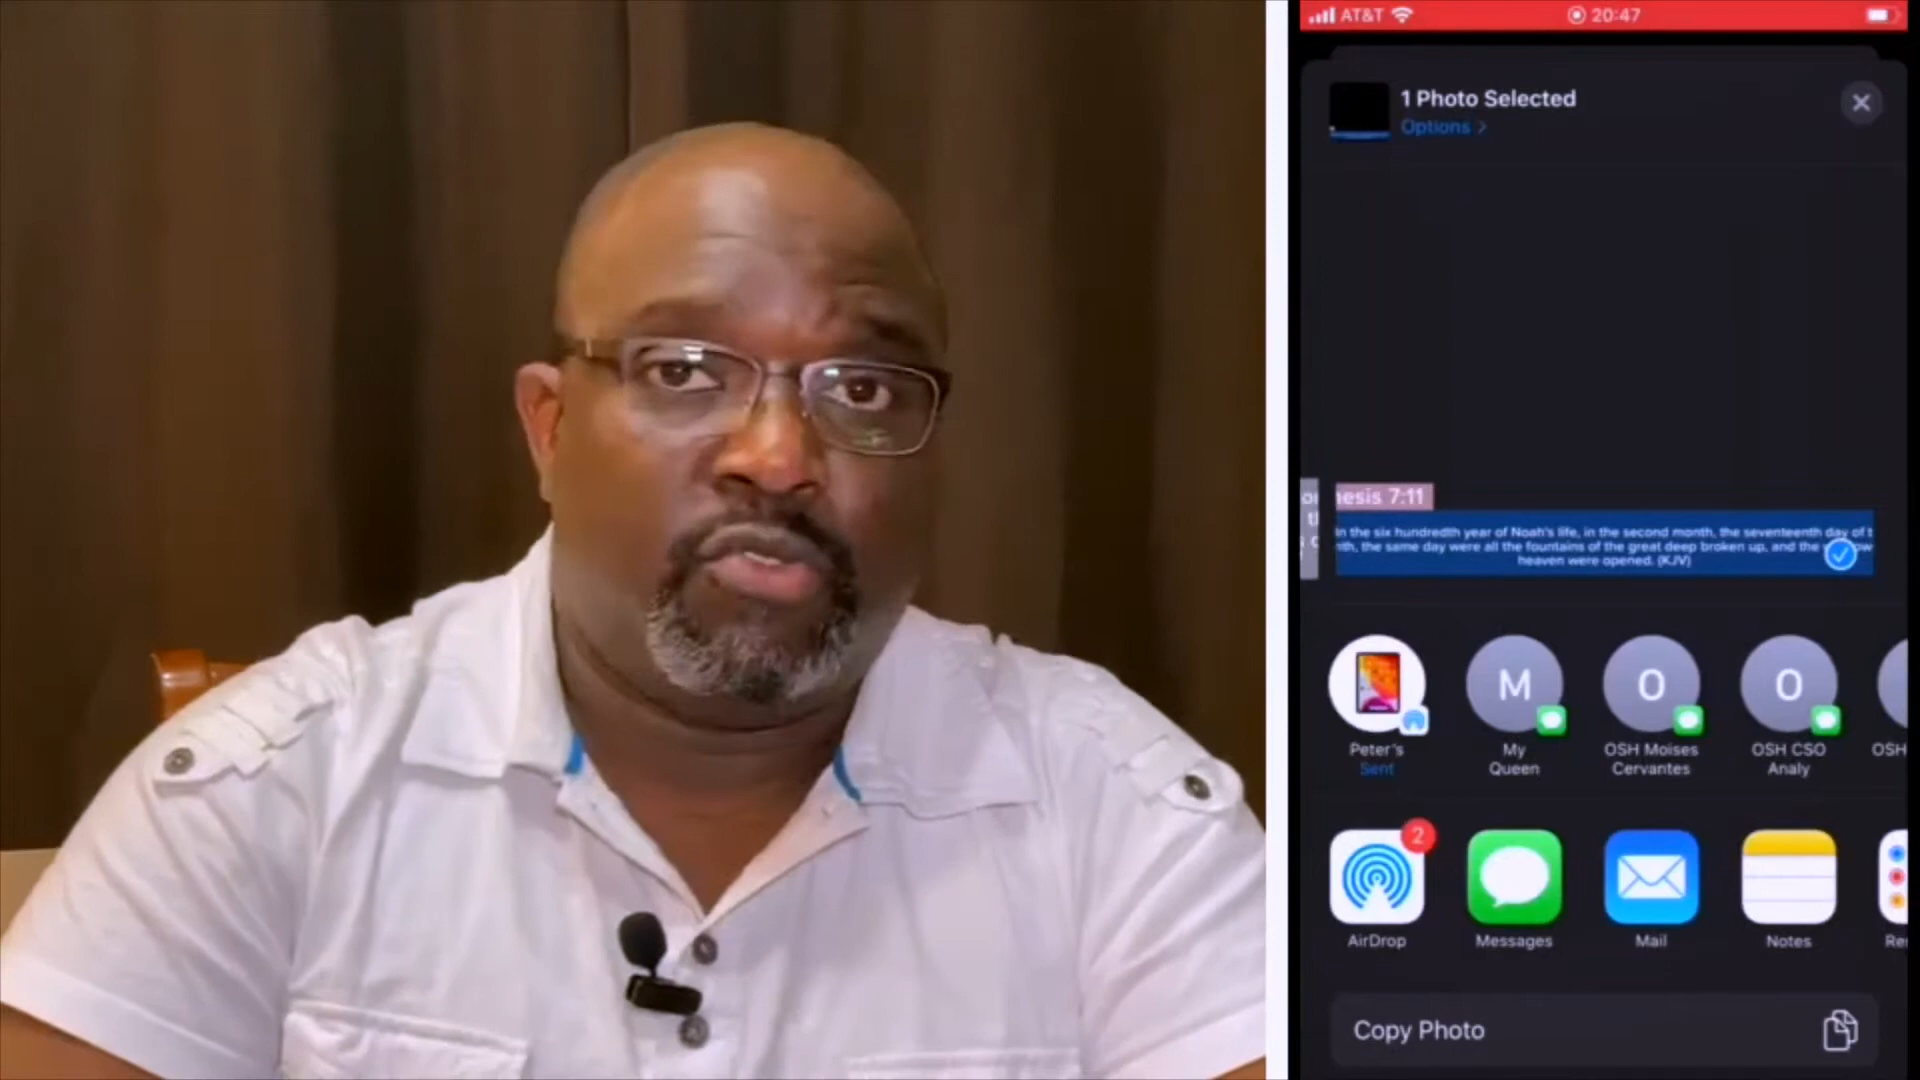 AT&T 20:47
1 Photo Selected
Options >
nesis 7:11
In the six hundredth year of Noah's life, in the second month, the seventeenth day of t
nth, the same day were all the fountains of the great deep broken up, and the
heaven were opened. (KJV)
M
O
O
Peter's
Sent
My
Queen
OSH Moises
Cervantes
OSH CSO
Analy
OSH
2
AirDrop
Messages
Mail
Notes
Re
Copy Photo